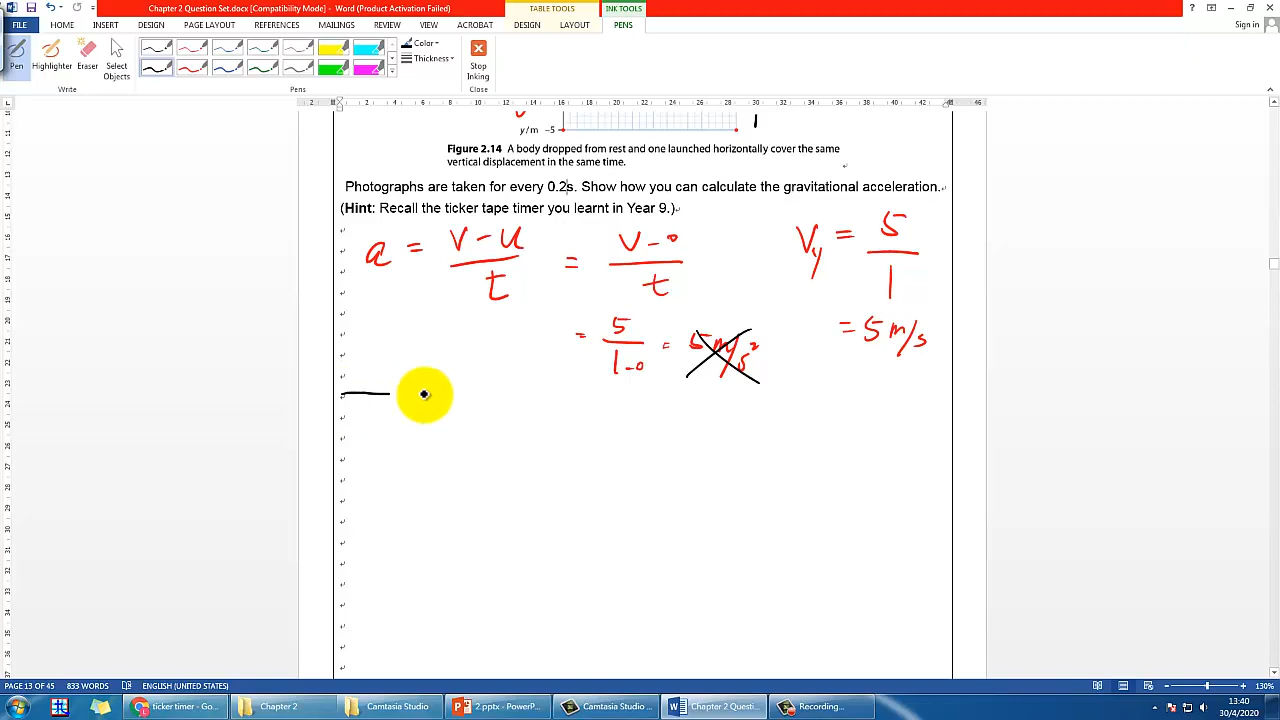 Chapter 2 Question Set.docx [Compatibility Mode] - Word (Product Activation Failed)
TABLE TOOLS
INK TOOLS
FILE HOME INSERT DESIGN PAGE LAYOUT REFERENCES MAILINGS REVIEW VIEW ACROBAT DESIGN LAYOUT PENS
Sign in
Pen Highlighter Eraser Select Objects
Color
Thickness
Stop Inking
Write Pens Close
y/m -5
Figure 2.14 A body dropped from rest and one launched horizontally cover the same
vertical displacement in the same time.
Photographs are taken for every 0.2s. Show how you can calculate the gravitational acceleration.
(Hint: Recall the ticker tape timer you learnt in Year 9.)
a = v-u / t = v-0 / t
Vy = 5 / 1
= 5 / 1-0 = 5 m/s²
= 5 m/s
PAGE 13 OF 45 833 WORDS ENGLISH (UNITED STATES) 130%
ticker timer - Go... Chapter 2 Camtasia Studio 2.pptx - PowerP... Camtasia Studio ... Chapter 2 Questi... Recording...
13:40
30/4/2020